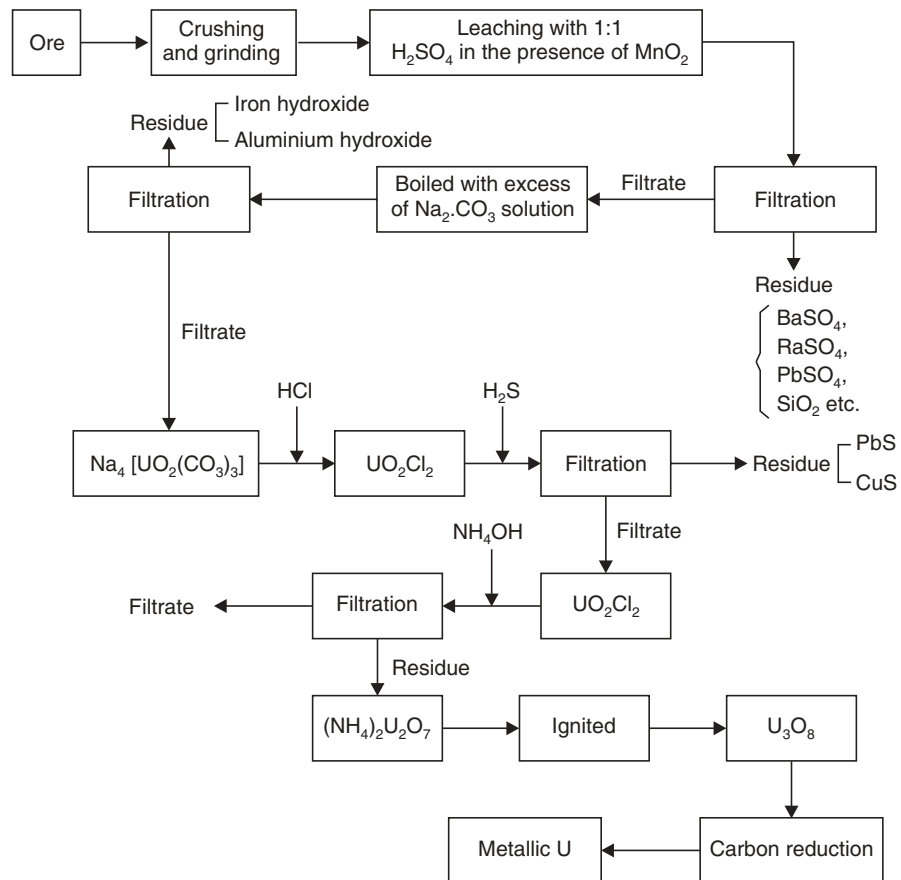 Ore
Crushing
and grinding
Leaching with 1:1
H₂SO₄ in the presence of MnO₂
Residue
Iron hydroxide
Aluminium hydroxide
Filtration
Boiled with excess
of Na₂.CO₃ solution
Filtrate
Filtration
Residue
BaSO₄,
RaSO₄,
PbSO₄,
SiO₂ etc.
Filtrate
HCl
H₂S
Na₄ [UO₂(CO₃)₃]
UO₂Cl₂
Filtration
Residue
PbS
CuS
Filtrate
NH₄OH
Filtrate
Filtration
UO₂Cl₂
Residue
(NH₄)₂U₂O₇
Ignited
U₃O₈
Metallic U
Carbon reduction